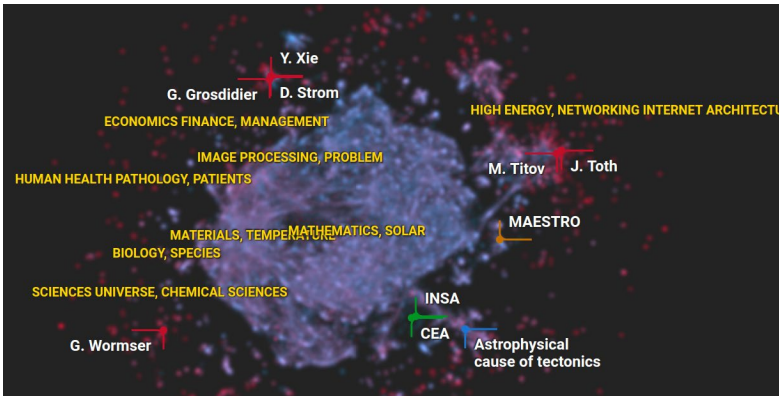 Y. Xie
G. Grosdidier
D. Strom
HIGH ENERGY, NETWORKING INTERNET ARCHITECTU
ECONOMICS FINANCE, MANAGEMENT
IMAGE PROCESSING, PROBLEM
M. Titov
J. Toth
HUMAN HEALTH PATHOLOGY, PATIENTS
MAESTRO
MATERIALS, TEMPERATURE
MATHEMATICS, SOLAR
BIOLOGY, SPECIES
SCIENCES UNIVERSE, CHEMICAL SCIENCES
INSA
CEA
G. Wormser
Astrophysical
cause of tectonics